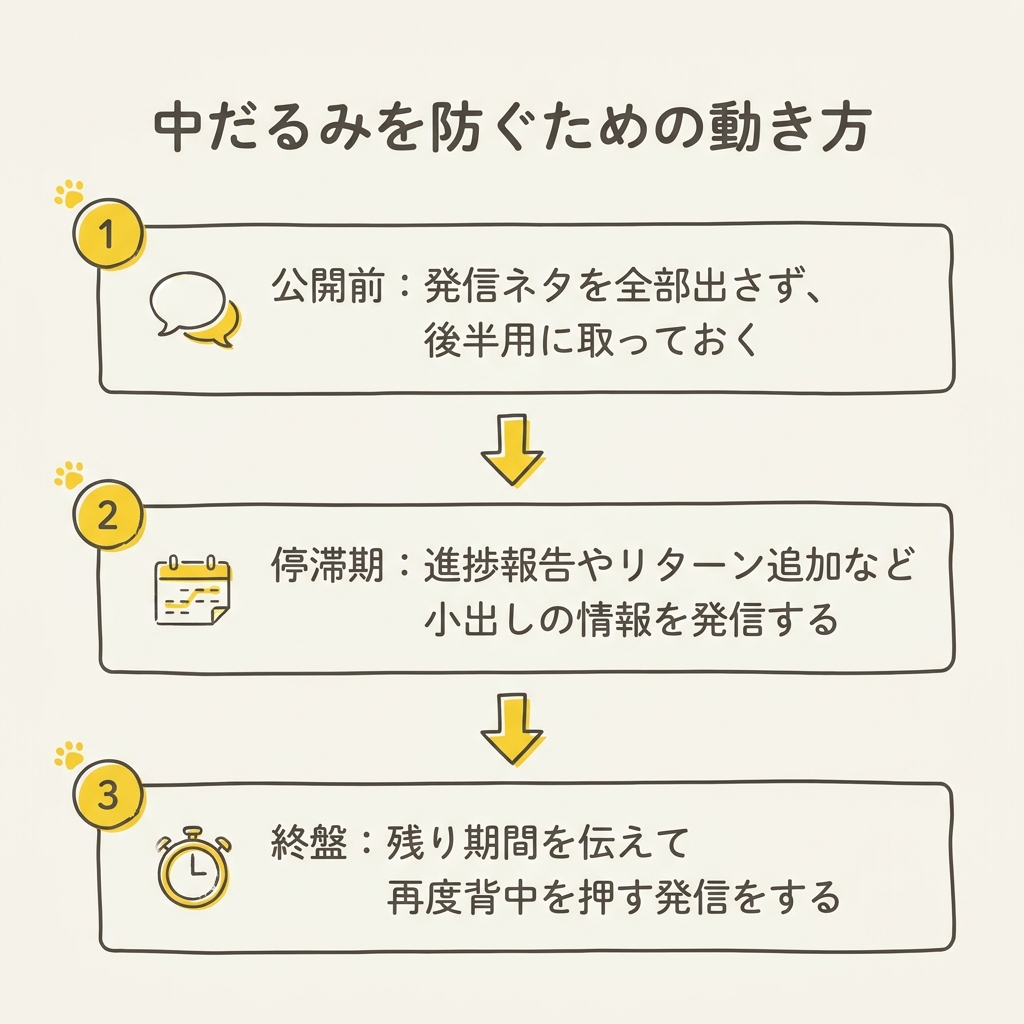 中だるみを防ぐための動き方
1
公開前：発信ネタを全部出さず、
後半用に取っておく
2
停滞期：進捗報告やリターン追加など
小出しの情報を発信する
3
終盤：残り期間を伝えて
再度背中を押す発信をする